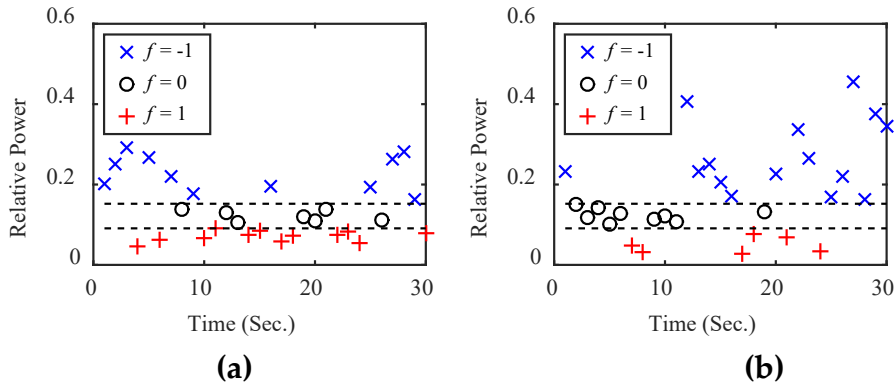 0.6
0.4
0.2
0
Relative Power
f = -1
f = 0
f = 1
0 10 20 30
Time (Sec.)
(a)
0.6
0.4
0.2
0
Relative Power
f = -1
f = 0
f = 1
0 10 20 30
Time (Sec.)
(b)